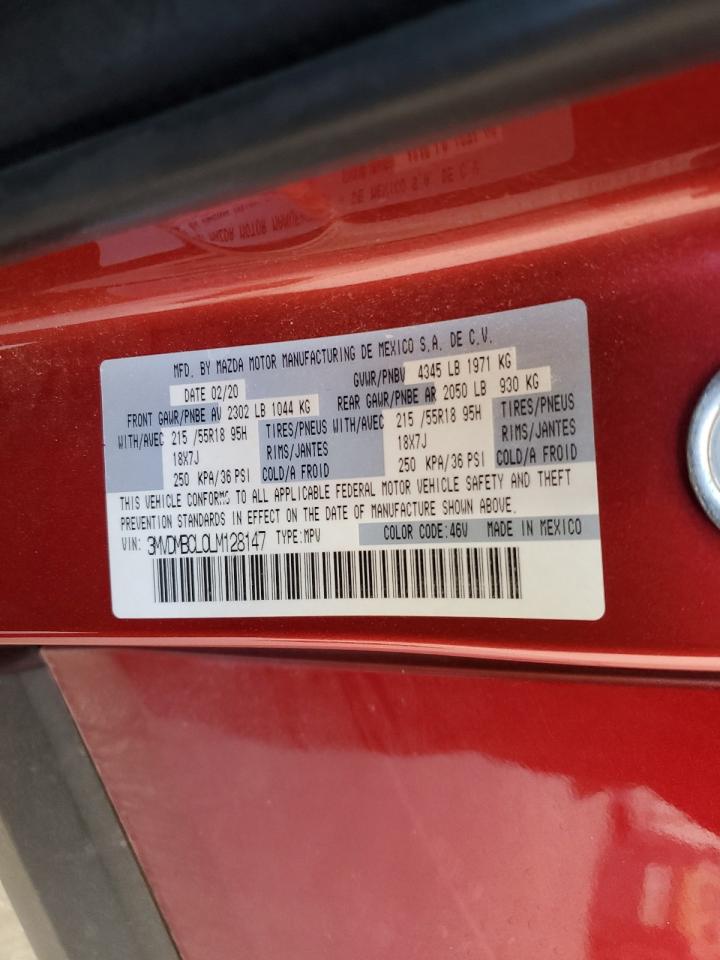 MFD. BY MAZDA MOTOR MANUFACTURING DE MEXICO S.A. DE C.V.
DATE 02/20 GVWR/PNBV 4345 LB 1971 KG
FRONT GAWR/PNBE AV 2302 LB 1044 KG REAR GAWR/PNBE AR 2050 LB 930 KG
WITH/AVEC 215 /55R18 95H TIRES/PNEUS WITH/AVEC 215 /55R18 95H TIRES/PNEUS
18X7J RIMS/JANTES 18X7J RIMS/JANTES
250 KPA/36 PSI COLD/A FROID 250 KPA/36 PSI COLD/A FROID
THIS VEHICLE CONFORMS TO ALL APPLICABLE FEDERAL MOTOR VEHICLE SAFETY AND THEFT
PREVENTION STANDARDS IN EFFECT ON THE DATE OF MANUFACTURE SHOWN ABOVE.
VIN: 3MVDMBCL0LM128147 TYPE:MPV COLOR CODE:46V MADE IN MEXICO